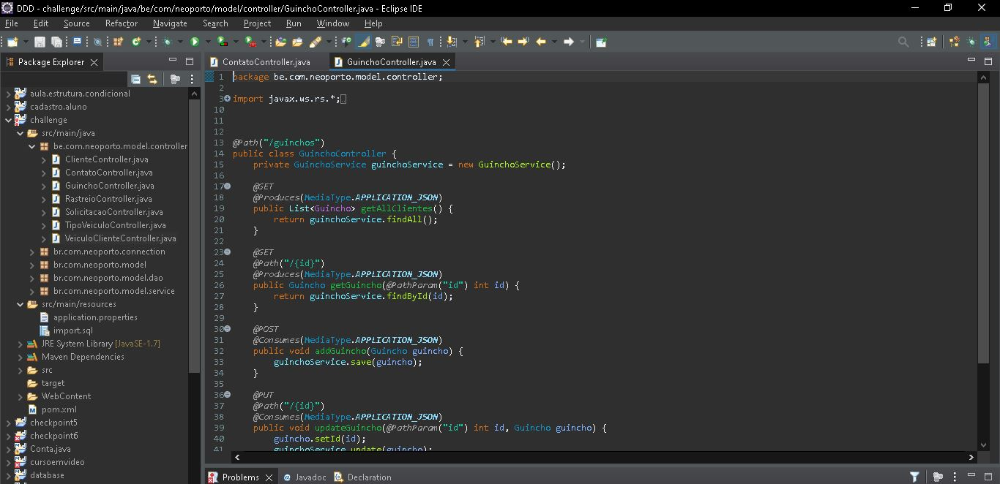 DDD - challenge/src/main/java/be/com/neoporto/model/controller/GuinchoController.java - Eclipse IDE
File Edit Source Refactor Navigate Search Project Run Window Help
Package Explorer
aula.estrutura.condicional
cadastro.aluno
challenge
src/main/java
be.com.neoporto.model.controller
ClienteController.java
ContatoController.java
GuinchoController.java
RastreioController.java
SolicitacaoController.java
TipoVeiculoController.java
VeiculoClienteController.java
br.com.neoporto.connection
br.com.neoporto.model
br.com.neoporto.model.dao
br.com.neoporto.model.service
src/main/resources
application.properties
import.sql
JRE System Library [JavaSE-1.7]
Maven Dependencies
src
target
WebContent
pom.xml
checkpoint5
checkpoint6
Conta.java
cursoemvideo
database
ContatoController.java GuinchoController.java
1 package be.com.neoporto.model.controller;
2
3 import javax.ws.rs.*;
10
11
12
13 @Path("/guinchos")
14 public class GuinchoController {
15 private GuinchoService guinchoService = new GuinchoService();
16
17 @GET
18 @Produces(MediaType.APPLICATION_JSON)
19 public List<Guincho> getAllClientes() {
20 return guinchoService.findAll();
21 }
22
23 @GET
24 @Path("/{id}")
25 @Produces(MediaType.APPLICATION_JSON)
26 public Guincho getGuincho(@PathParam("id") int id) {
27 return guinchoService.findById(id);
28 }
29
30 @POST
31 @Consumes(MediaType.APPLICATION_JSON)
32 public void addGuincho(Guincho guincho) {
33 guinchoService.save(guincho);
34 }
35
36 @PUT
37 @Path("/{id}")
38 @Consumes(MediaType.APPLICATION_JSON)
39 public void updateGuincho(@PathParam("id") int id, Guincho guincho) {
40 guincho.setId(id);
41 guinchoService.update(guincho);
Problems Javadoc Declaration